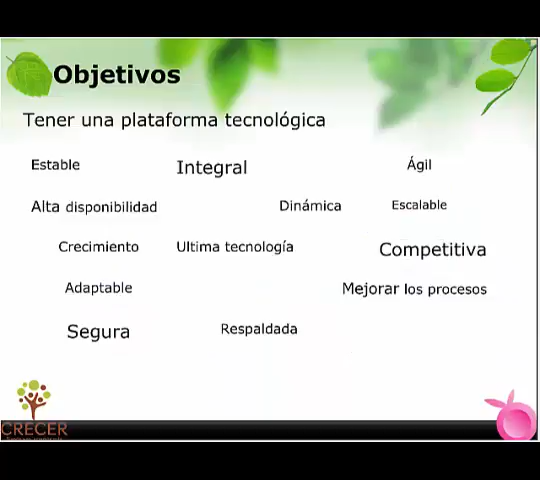 Objetivos
Tener una plataforma tecnológica
Estable Integral Ágil
Alta disponibilidad Dinámica Escalable
Crecimiento Ultima tecnología Competitiva
Adaptable Mejorar los procesos
Segura Respaldada
CRECER